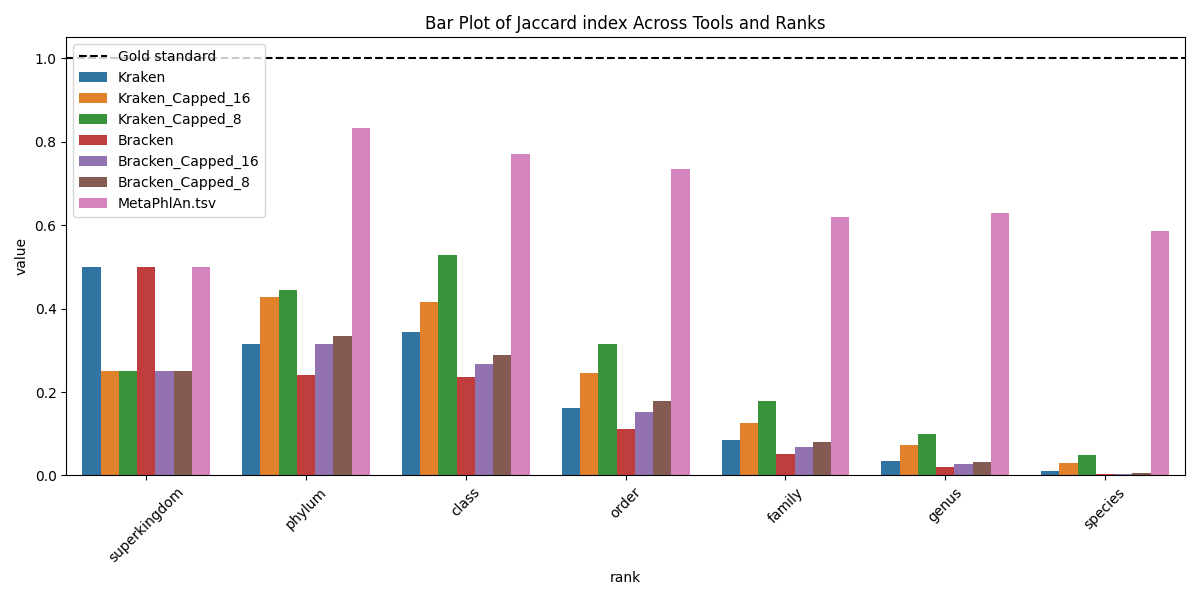 Bar Plot of Jaccard index Across Tools and Ranks
Gold standard
Kraken
Kraken_Capped_16
Kraken_Capped_8
Bracken
Bracken_Capped_16
Bracken_Capped_8
MetaPhlAn.tsv
value
1.0
0.8
0.6
0.4
0.2
0.0
superkingdom
phylum
class
order
family
genus
species
rank